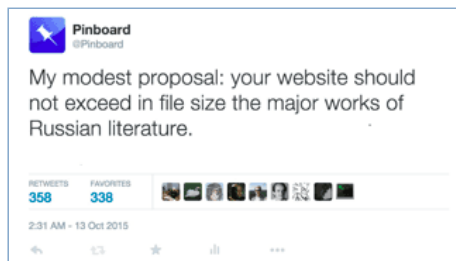 Pinboard
@Pinboard
My modest proposal: your website should
not exceed in file size the major works of
Russian literature.
RETWEETS FAVORITES
358 338
2:31 AM - 13 Oct 2015